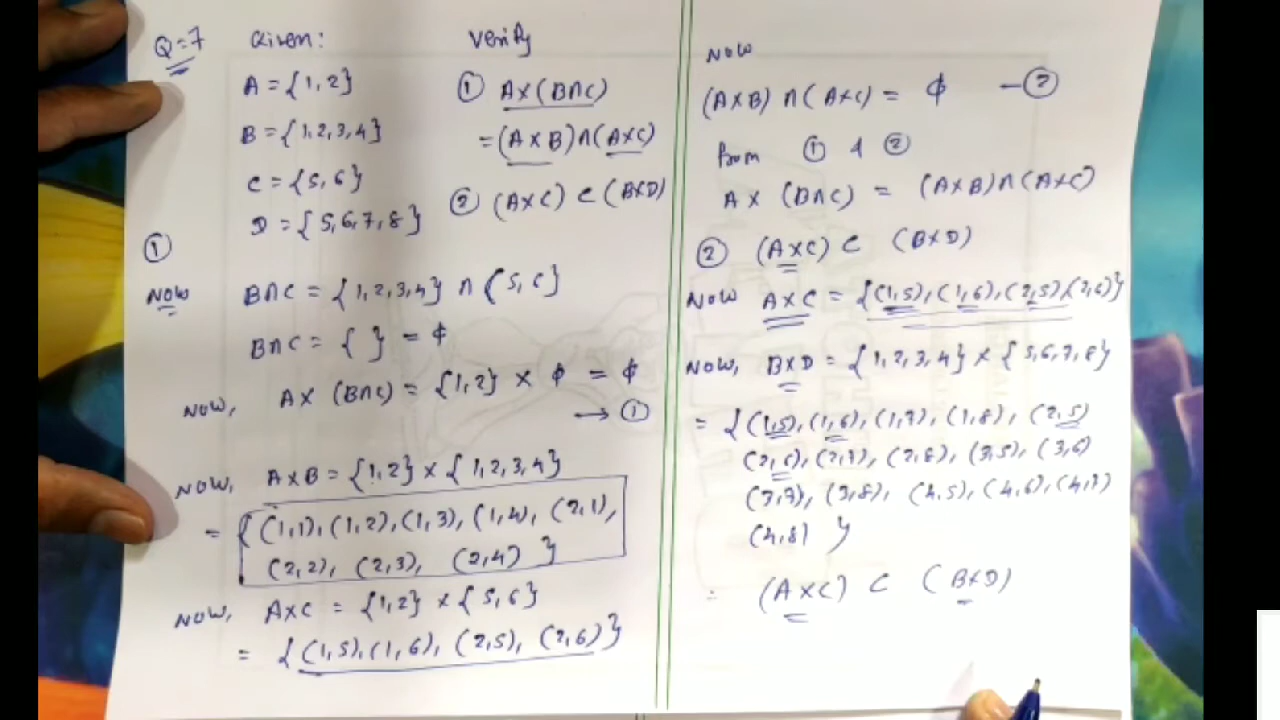 Q=7 Given: Verify
A = {1,2} ① A×(B∩C)
B = {1,2,3,4} =(A×B)∩(A×C)
C = {5,6} ② (A×C) ⊂ (B×D)
D = {5,6,7,8}
①
Now B∩C = {1,2,3,4} ∩ {5,6}
B∩C = { } = ϕ
Now, A× (B∩C) = {1,2} × ϕ = ϕ
→ ①
Now, A×B = {1,2} × {1,2,3,4}
= {(1,1), (1,2), (1,3), (1,4), (2,1),
(2,2), (2,3), (2,4)}
Now, A×C = {1,2} × {5,6}
= {(1,5), (1,6), (2,5), (2,6)}
Now
(A×B) ∩ (A×C) = ϕ —②
from ① & ②
A× (B∩C) = (A×B)∩(A×C)
② (A×C) ⊂ (B×D)
Now A×C = {(1,5), (1,6), (2,5), (2,6)}
Now, B×D = {1,2,3,4} × {5,6,7,8}
= {(1,5), (1,6), (1,7), (1,8), (2,5)
(2,6), (2,7), (2,8), (3,5), (3,6)
(3,7), (3,8), (4,5), (4,6), (4,7)
(4,8) }
∴ (A×C) ⊂ (B×D)